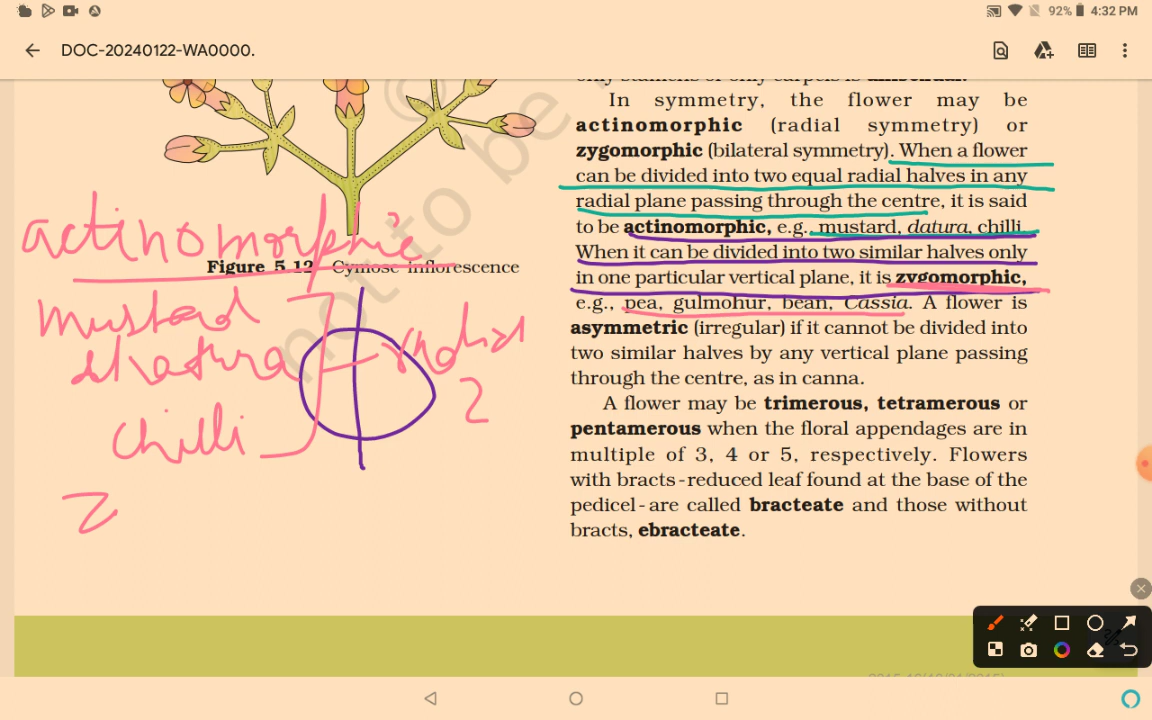 92% 4:32 PM
DOC-20240122-WA0000.
In symmetry, the flower may be
actinomorphic (radial symmetry) or
zygomorphic (bilateral symmetry). When a flower
can be divided into two equal radial halves in any
radial plane passing through the centre, it is said
to be actinomorphic, e.g., mustard, datura, chilli.
When it can be divided into two similar halves only
in one particular vertical plane, it is zygomorphic,
e.g., pea, gulmohur, bean, Cassia. A flower is
asymmetric (irregular) if it cannot be divided into
two similar halves by any vertical plane passing
through the centre, as in canna.
A flower may be trimerous, tetramerous or
pentamerous when the floral appendages are in
multiple of 3, 4 or 5, respectively. Flowers
with bracts-reduced leaf found at the base of the
pedicel-are called bracteate and those without
bracts, ebracteate.
not to be
actinomorphic
Figure 5.12 Cymose inflorescence
mustard
dhatura radial
2
chilli
Z